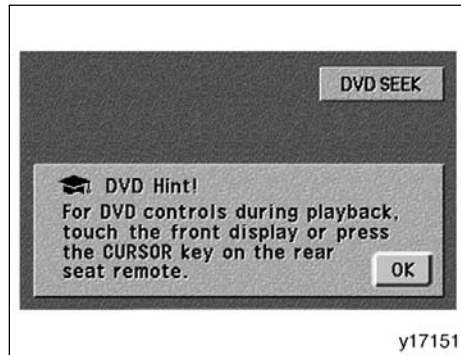 DVD SEEK
DVD Hint!
For DVD controls during playback,
touch the front display or press
the CURSOR key on the rear
seat remote.
OK
y17151